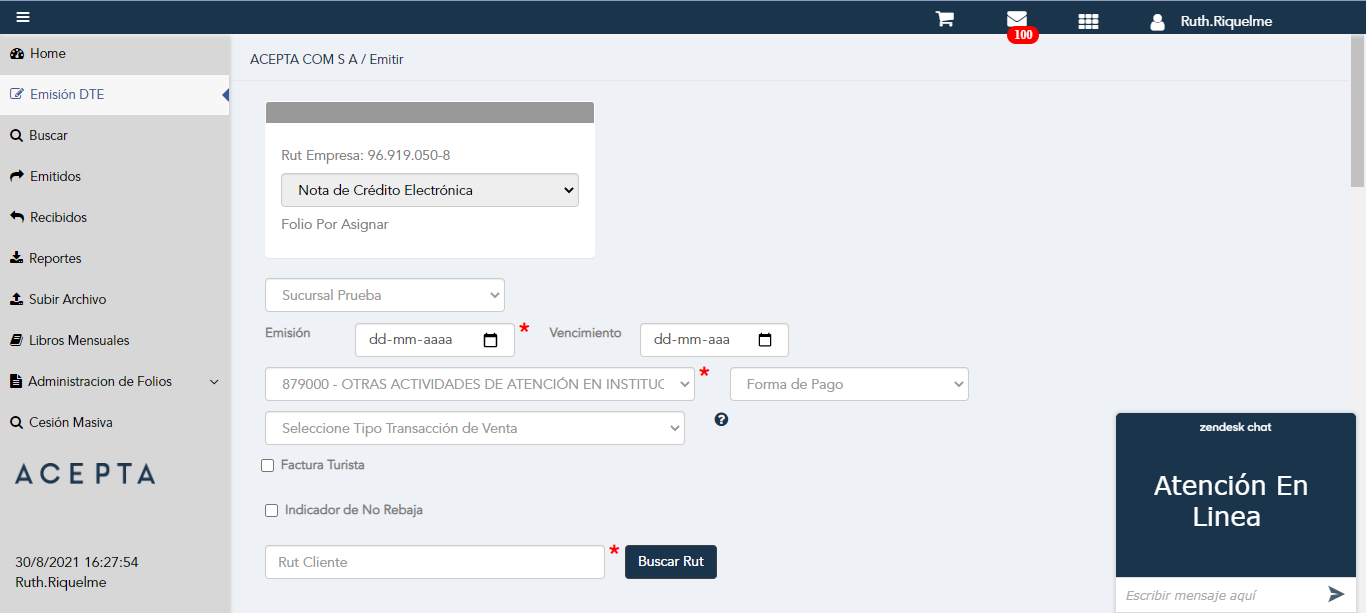 Ruth.Riquelme
100
Home
Emisión DTE
Buscar
Emitidos
Recibidos
Reportes
Subir Archivo
Libros Mensuales
Administracion de Folios
Cesión Masiva
ACEPTA
30/8/2021 16:27:54
Ruth.Riquelme
ACEPTA COM S A / Emitir
Rut Empresa: 96.919.050-8
Nota de Crédito Electrónica
Folio Por Asignar
Sucursal Prueba
Emisión dd-mm-aaaa * Vencimiento dd-mm-aaa
879000 - OTRAS ACTIVIDADES DE ATENCIÓN EN INSTITUC * Forma de Pago
Seleccione Tipo Transacción de Venta ?
Factura Turista
Indicador de No Rebaja
Rut Cliente * Buscar Rut
zendesk chat
Atención En
Linea
Escribir mensaje aquí